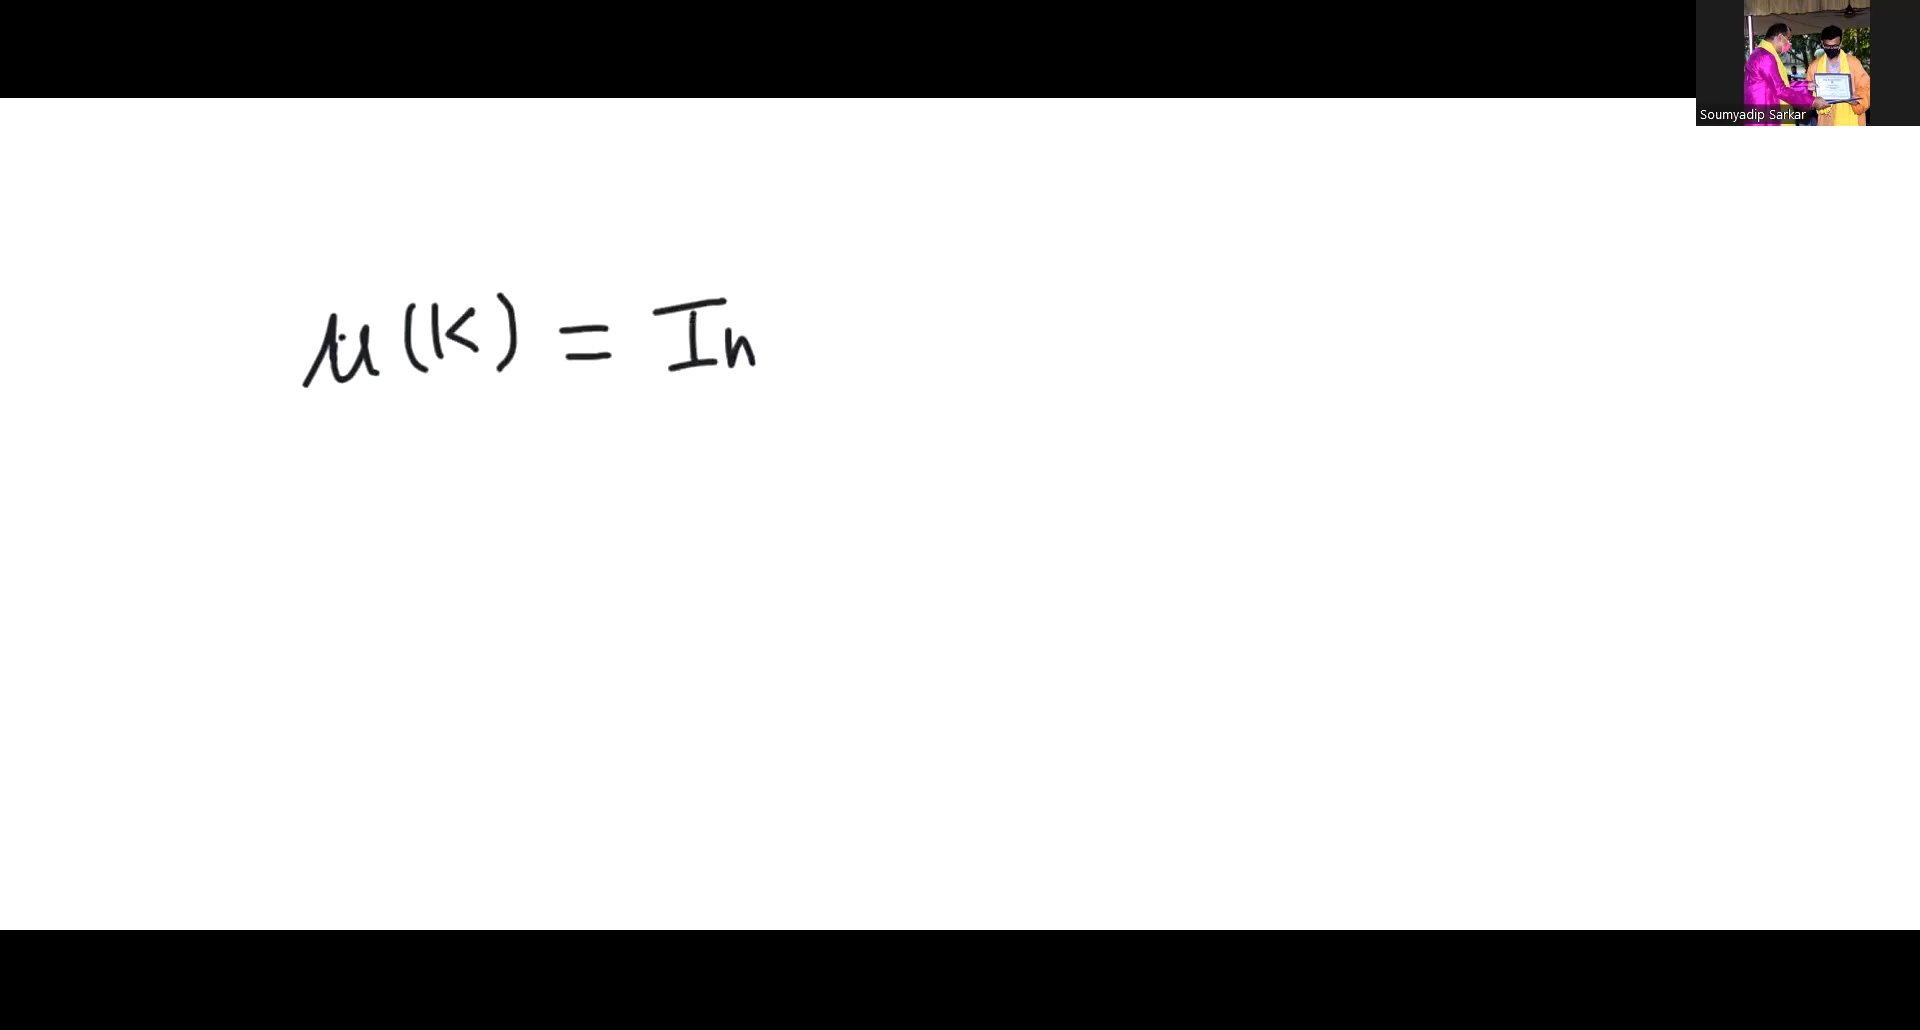 Soumyadip Sarkar
μ(K) = In